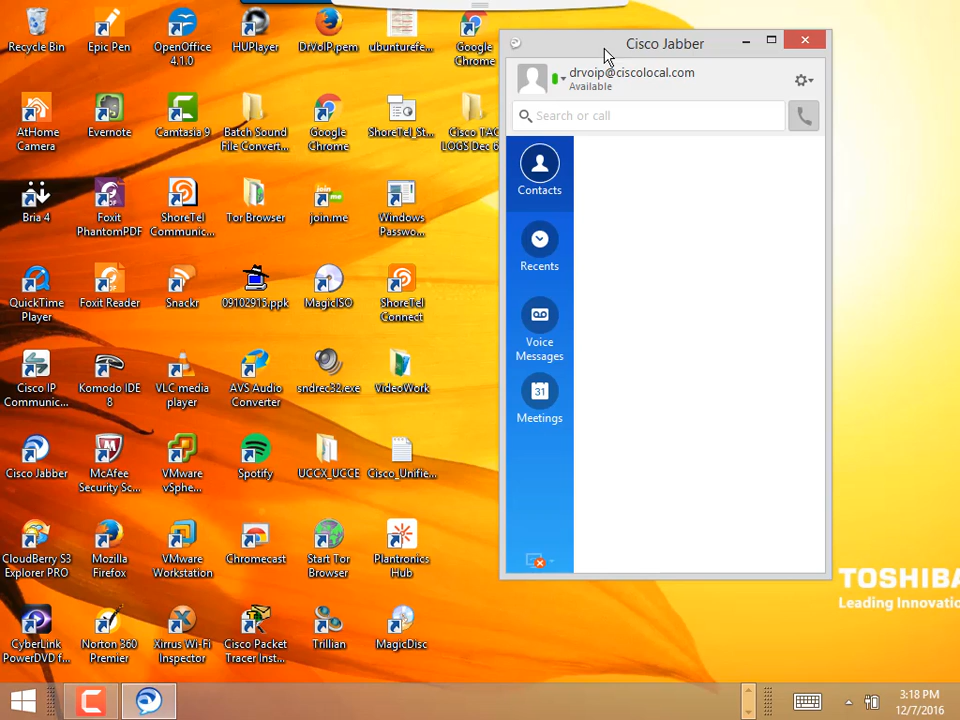 Recycle Bin
Epic Pen
OpenOffice
4.1.0
HUPlayer
DrVoIP.pem
ubunturefe...
Google
Chrome
AtHome
Camera
Evernote
Camtasia 9
Batch Sound
File Convert...
Google
Chrome
ShoreTel_St...
Cisco TAC
LOGS Dec 6
Bria 4
Foxit
PhantomPDF
ShoreTel
Communic...
Tor Browser
join.me
Windows
Passwo...
QuickTime
Player
Foxit Reader
Snackr
09102915.ppk
MagicISO
ShoreTel
Connect
Cisco IP
Communic...
Komodo IDE
8
VLC media
player
AVS Audio
Converter
sndrec32.exe
VideoWork
Cisco Jabber
McAfee
Security Sc...
VMware
vSphe...
Spotify
UCCX_UCCE
Cisco_Unifie...
CloudBerry S3
Explorer PRO
Mozilla
Firefox
VMware
Workstation
Chromecast
Start Tor
Browser
Plantronics
Hub
CyberLink
PowerDVD f...
Norton 360
Premier
Xirrus Wi-Fi
Inspector
Cisco Packet
Tracer Inst...
Trillian
MagicDisc
Cisco Jabber
drvoip@ciscolocal.com
Available
Search or call
Contacts
Recents
Voice
Messages
31
Meetings
TOSHIBA
Leading Innovatio
3:18 PM
12/7/2016